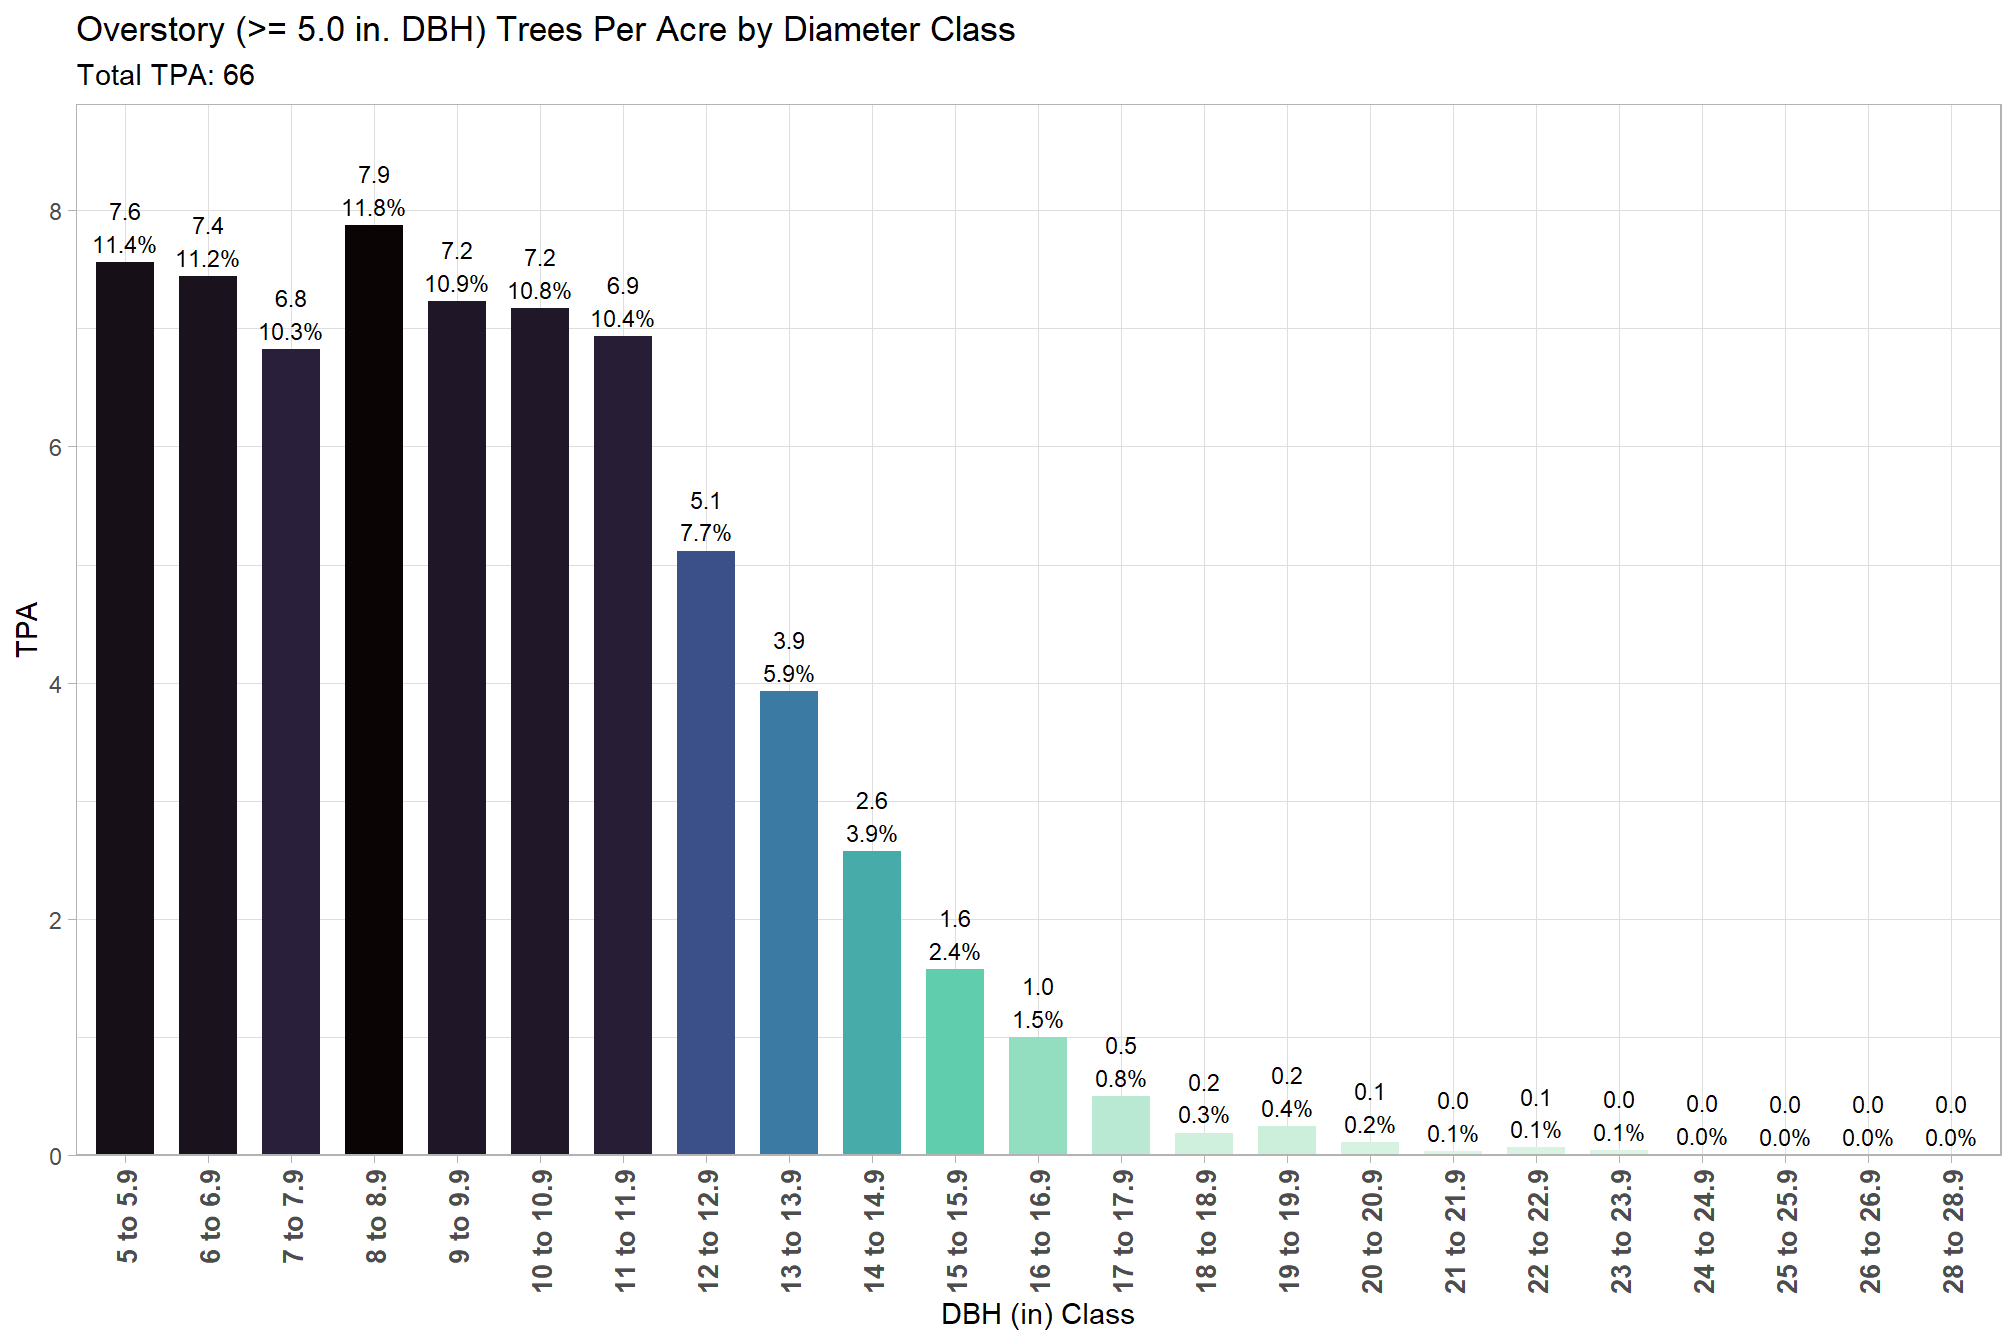 Overstory (>= 5.0 in. DBH) Trees Per Acre by Diameter Class
Total TPA: 66
TPA
8
6
4
2
0
7.6
11.4%
7.4
11.2%
6.8
10.3%
7.9
11.8%
7.2
10.9%
7.2
10.8%
6.9
10.4%
5.1
7.7%
3.9
5.9%
2.6
3.9%
1.6
2.4%
1.0
1.5%
0.5
0.8%
0.2
0.3%
0.2
0.4%
0.1
0.2%
0.0
0.1%
0.1
0.1%
0.0
0.1%
0.0
0.0%
0.0
0.0%
0.0
0.0%
0.0
0.0%
5 to 5.9
6 to 6.9
7 to 7.9
8 to 8.9
9 to 9.9
10 to 10.9
11 to 11.9
12 to 12.9
13 to 13.9
14 to 14.9
15 to 15.9
16 to 16.9
17 to 17.9
18 to 18.9
19 to 19.9
20 to 20.9
21 to 21.9
22 to 22.9
23 to 23.9
24 to 24.9
25 to 25.9
26 to 26.9
28 to 28.9
DBH (in) Class